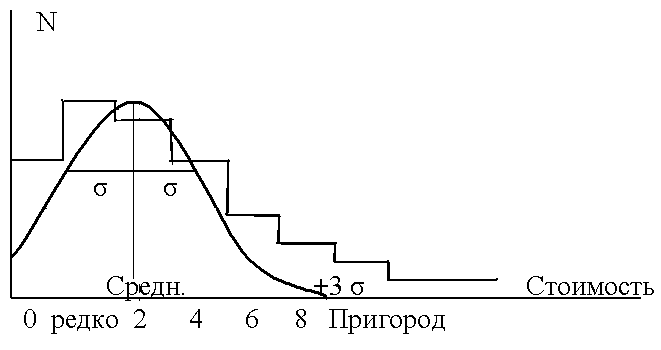 N
σ σ
Средн. +3 σ Стоимость
0 редко 2 4 6 8 Пригород